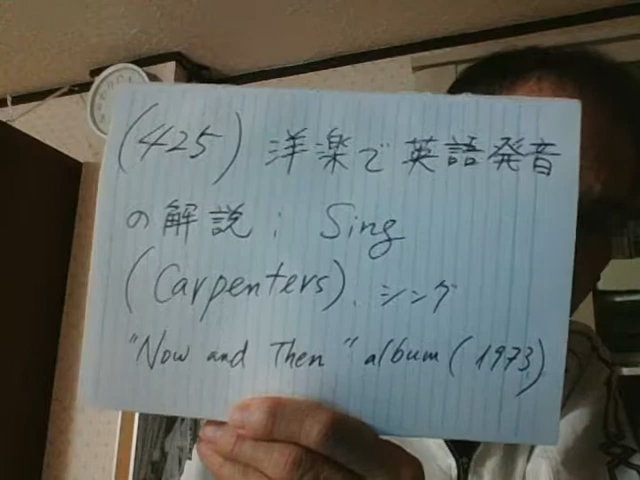 (425) 洋楽で英語発音
の解説; Sing
(Carpenters). シング
"Now and Then" album (1973)